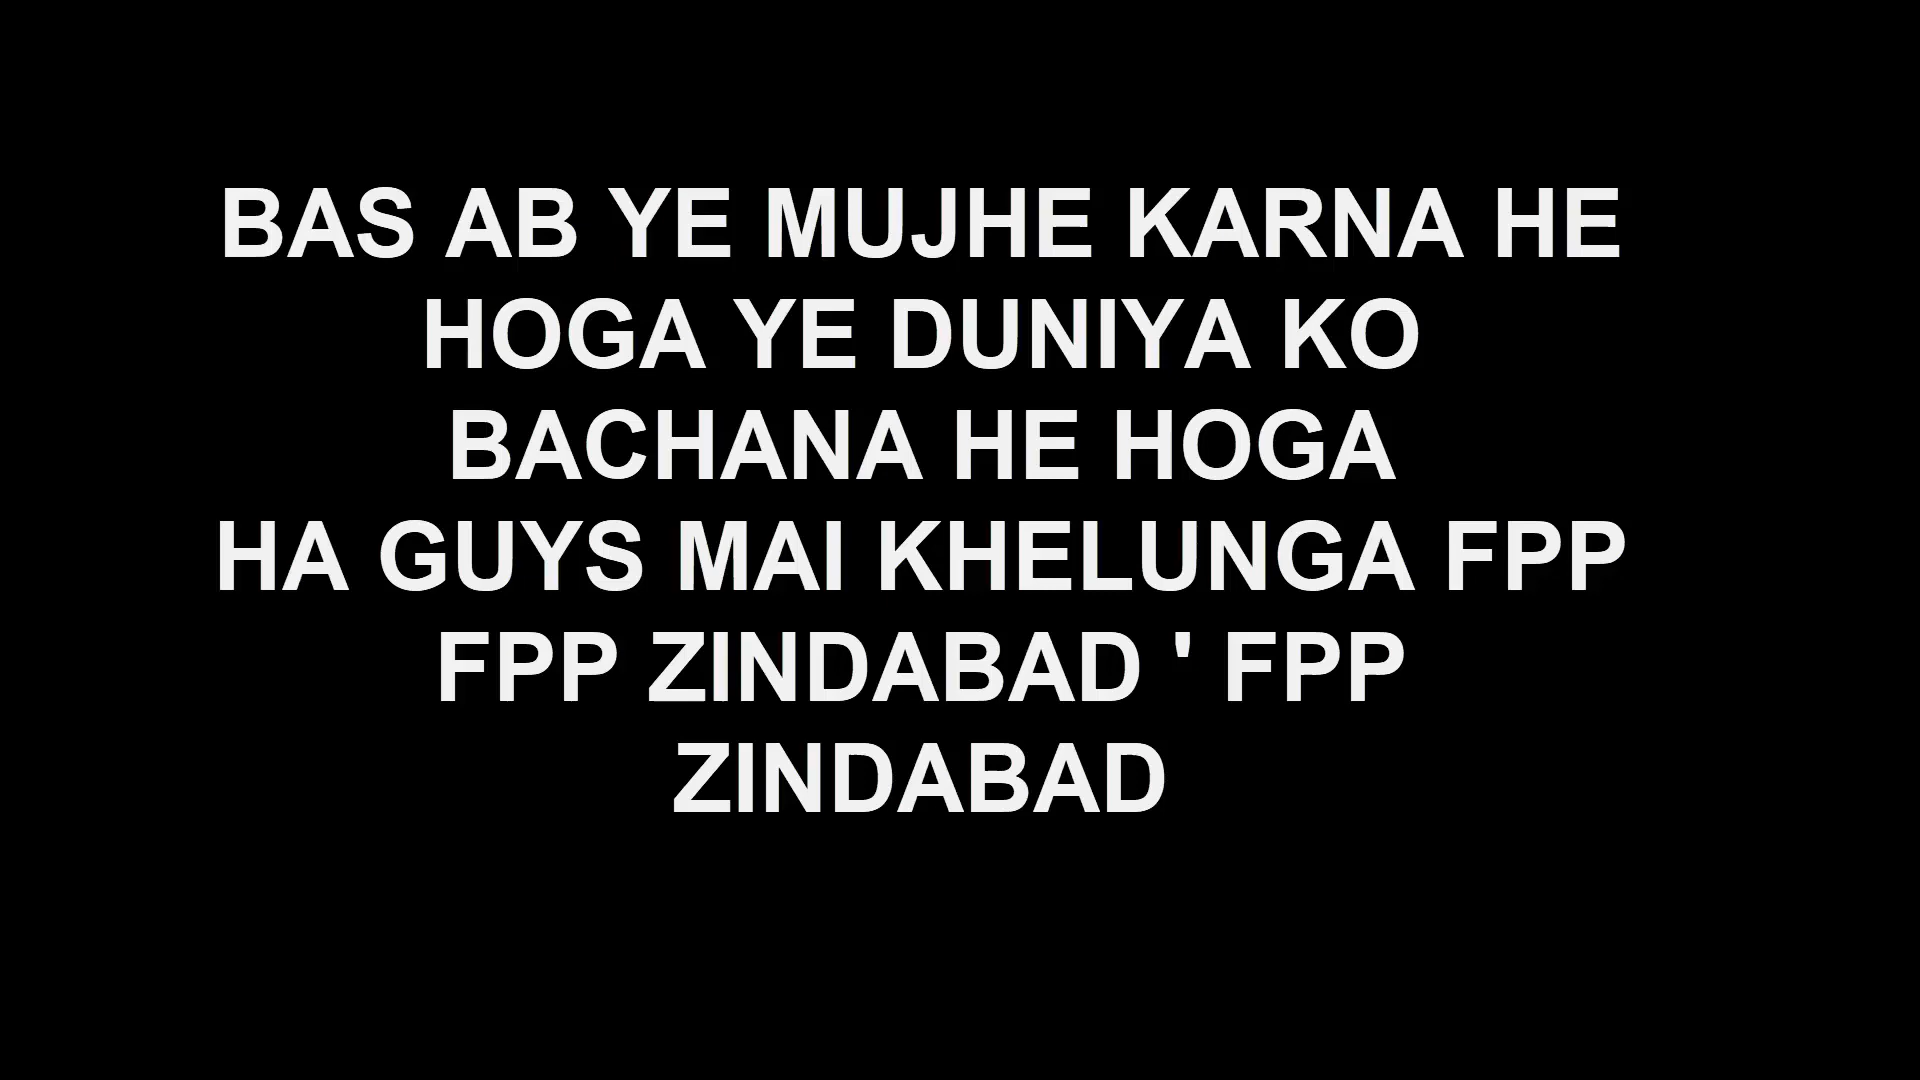 BAS AB YE MUJHE KARNA HE
HOGA YE DUNIYA KO
BACHANA HE HOGA
HA GUYS MAI KHELUNGA FPP
FPP ZINDABAD ' FPP
ZINDABAD